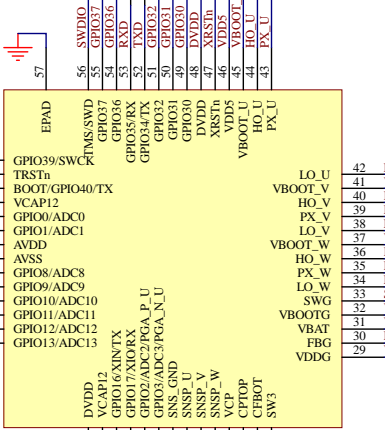 SWDIO
GPIO37
GPIO36
RXD
TXD
GPIO32
GPIO31
GPIO30
DVDD
XRSTn
VDD5
VBOOT
HO_U
PX_U
57
56
55
54
53
52
51
50
49
48
47
46
45
44
43
EPAD
TMS/SWD
GPIO37
GPIO36
GPIO35/RX
GPIO34/TX
GPIO32
GPIO31
GPIO30
DVDD
XRSTn
VDD5
VBOOT_U
HO_U
PX_U
GPIO39/SWCK
TRSTn
BOOT/GPIO40/TX
VCAP12
GPIO0/ADC0
GPIO1/ADC1
AVDD
AVSS
GPIO8/ADC8
GPIO9/ADC9
GPIO10/ADC10
GPIO11/ADC11
GPIO12/ADC12
GPIO13/ADC13
LO_U 42
VBOOT_V 41
HO_V 40
PX_V 39
LO_V 38
VBOOT_W 37
HO_W 36
PX_W 35
LO_W 34
SWG 33
VBOOTG 32
VBAT 31
FBG 30
VDDG 29
DVDD
VCAP12
GPIO16/XIN/TX
GPIO17/XIO/RX
GPIO2/ADC2/PGA_P_U
GPIO3/ADC3/PGA_N_U
SNS_GND
SNSP_U
SNSP_V
SNSP_W
VCP
CPTOP
CFBOT
SW3